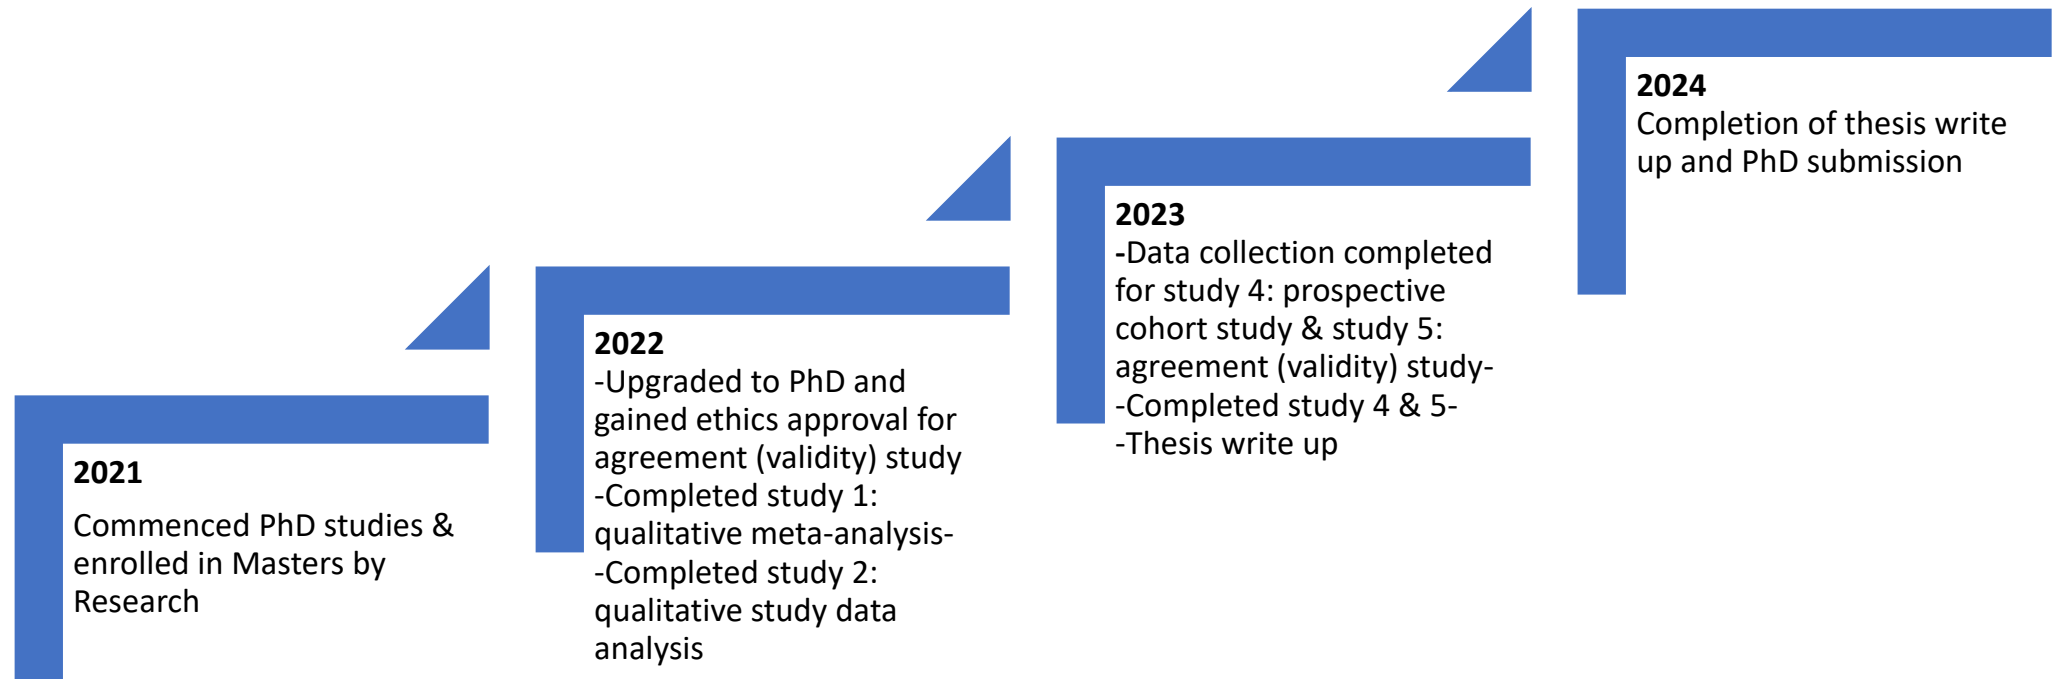 2021
Commenced PhD studies &
enrolled in Masters by
Research
2022
-Upgraded to PhD and
gained ethics approval for
agreement (validity) study
-Completed study 1:
qualitative meta-analysis-
-Completed study 2:
qualitative study data
analysis
2023
-Data collection completed
for study 4: prospective
cohort study & study 5:
agreement (validity) study-
-Completed study 4 & 5-
-Thesis write up
2024
Completion of thesis write
up and PhD submission